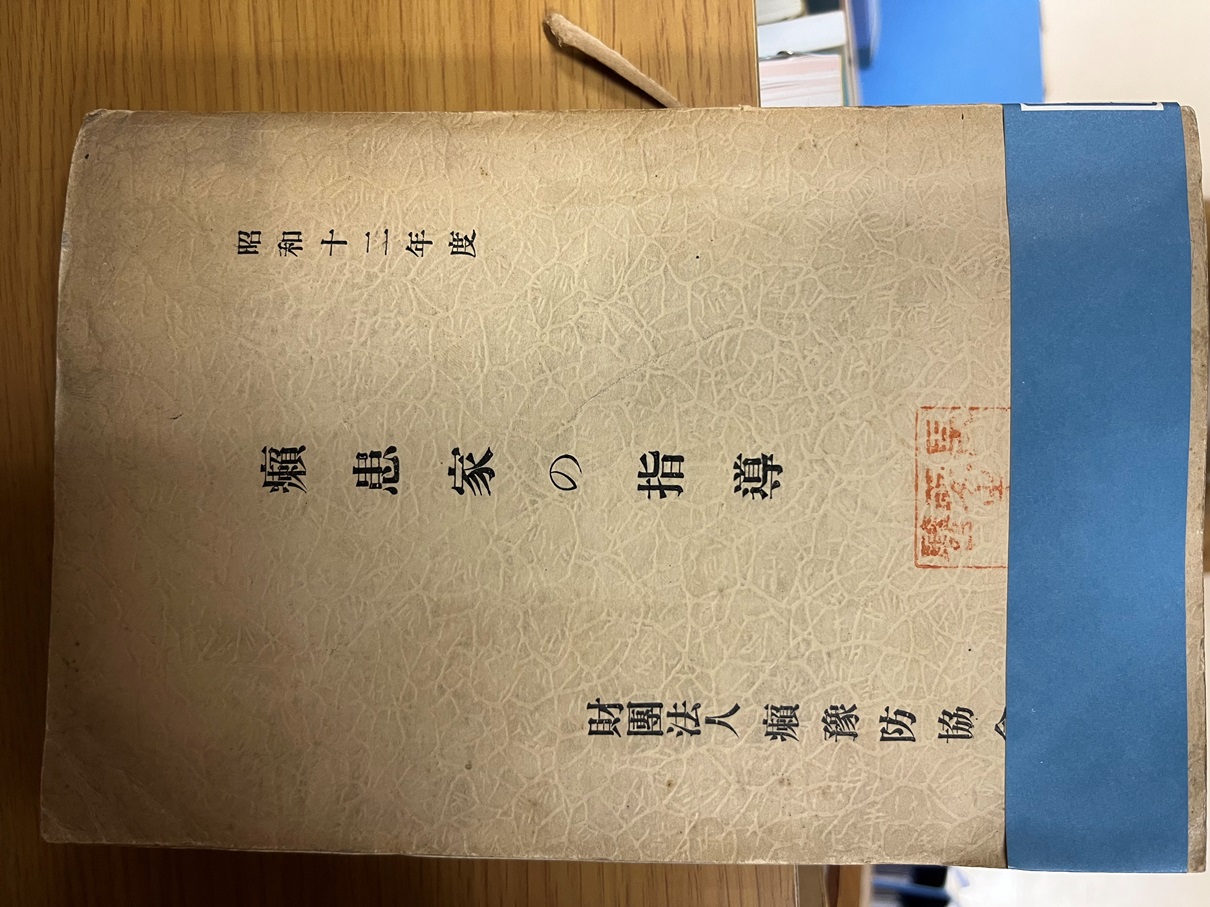 昭和十二年度
癩患家の指導
財團法人癩豫防協